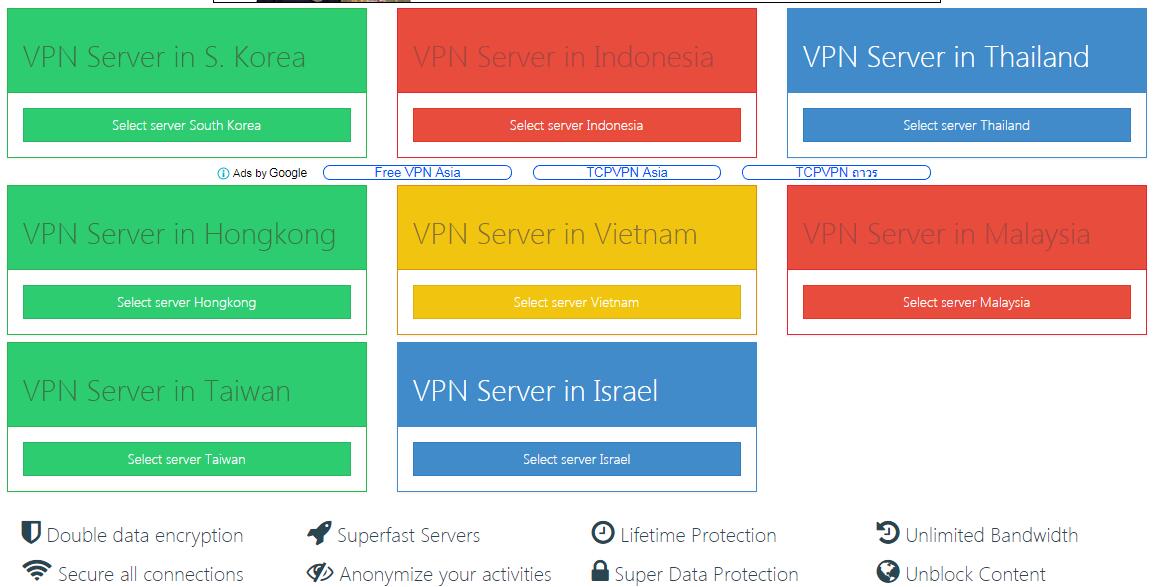 VPN Server in S. Korea
Select server South Korea
VPN Server in Indonesia
Select server Indonesia
VPN Server in Thailand
Select server Thailand
Ads by Google
Free VPN Asia
TCPVPN Asia
TCPVPN ถาวร
VPN Server in Hongkong
Select server Hongkong
VPN Server in Vietnam
Select server Vietnam
VPN Server in Malaysia
Select server Malaysia
VPN Server in Taiwan
Select server Taiwan
VPN Server in Israel
Select server Israel
Double data encryption
Superfast Servers
Lifetime Protection
Unlimited Bandwidth
Secure all connections
Anonymize your activities
Super Data Protection
Unblock Content